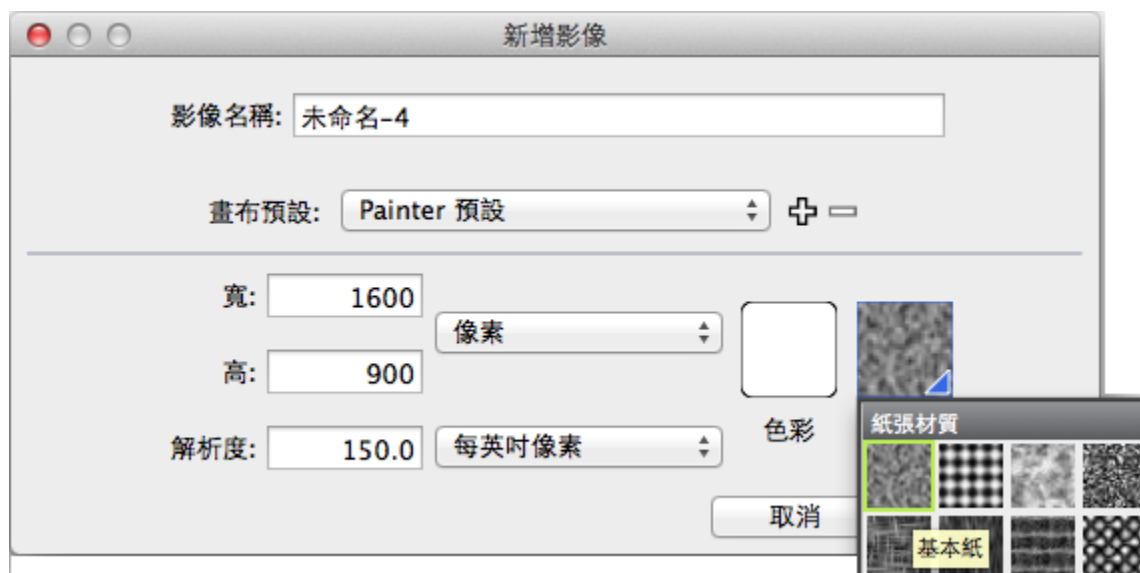 新增影像
影像名稱: 未命名-4
畫布預設: Painter 預設
寬: 1600
像素
高: 900
色彩
解析度: 150.0 每英吋像素
紙張材質
取消
基本紙